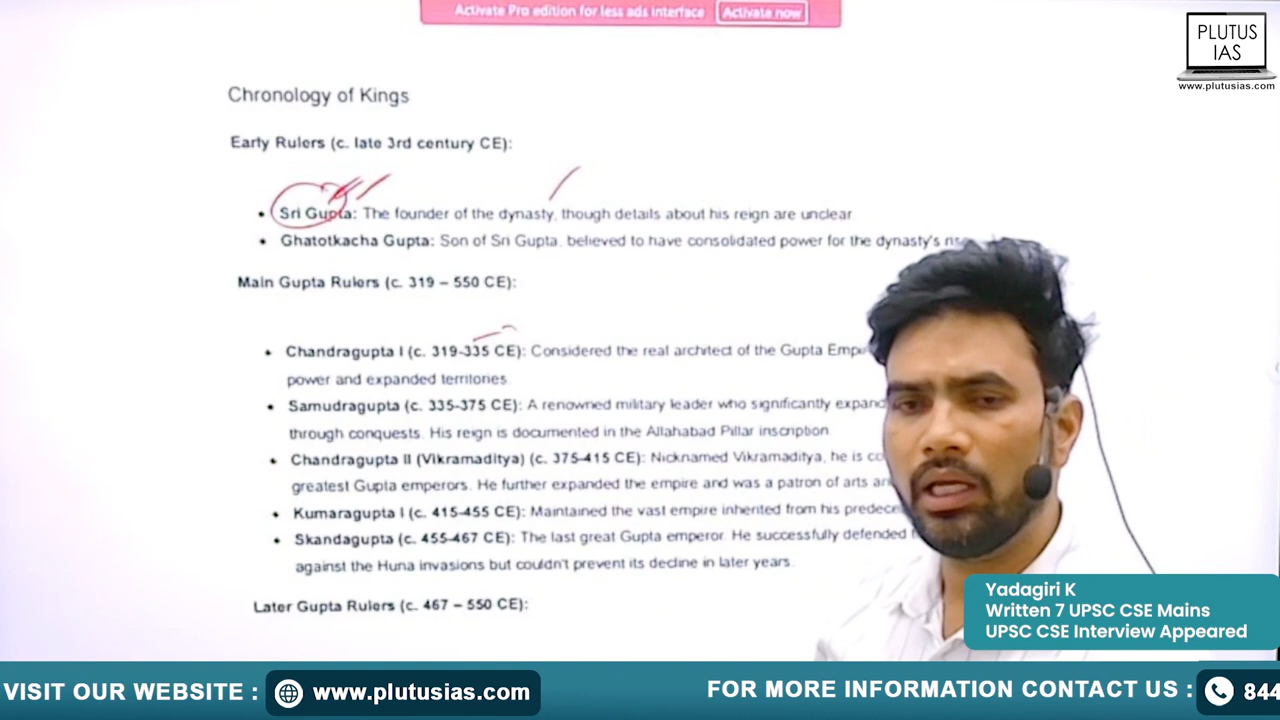 Activate Pro edition for less ads interface Activate now
PLUTUS
IAS
www.plutusias.com
Chronology of Kings
Early Rulers (c. late 3rd century CE):
• Sri Gupta: The founder of the dynasty, though details about his reign are unclear
• Ghatotkacha Gupta: Son of Sri Gupta, believed to have consolidated power for the dynasty's
Main Gupta Rulers (c. 319 – 550 CE):
• Chandragupta I (c. 319-335 CE): Considered the real architect of the Gupta
power and expanded territories
• Samudragupta (c. 335-375 CE): A renowned military leader who significantly
through conquests. His reign is documented in the Allahabad Pillar inscription.
• Chandragupta II (Vikramaditya) (c. 375-415 CE): Nicknamed Vikramaditya, he is
greatest Gupta emperors. He further expanded the empire and was a patron of arts
• Kumaragupta I (c. 415-455 CE): Maintained the vast empire inherited from his
• Skandagupta (c. 455-467 CE): The last great Gupta emperor. He successfully defended
against the Huna invasions but couldn't prevent its decline in later years.
Later Gupta Rulers (c. 467 – 550 CE):
Yadagiri K
Written 7 UPSC CSE Mains
UPSC CSE Interview Appeared
VISIT OUR WEBSITE : www.plutusias.com FOR MORE INFORMATION CONTACT US : 844